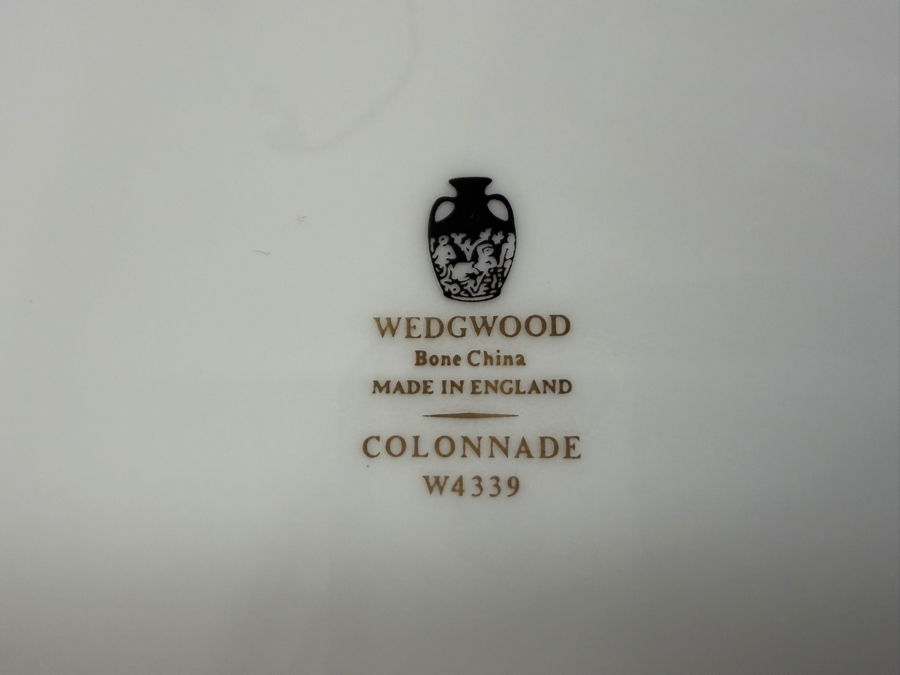 WEDGWOOD
Bone China
MADE IN ENGLAND
COLONNADE
W4339